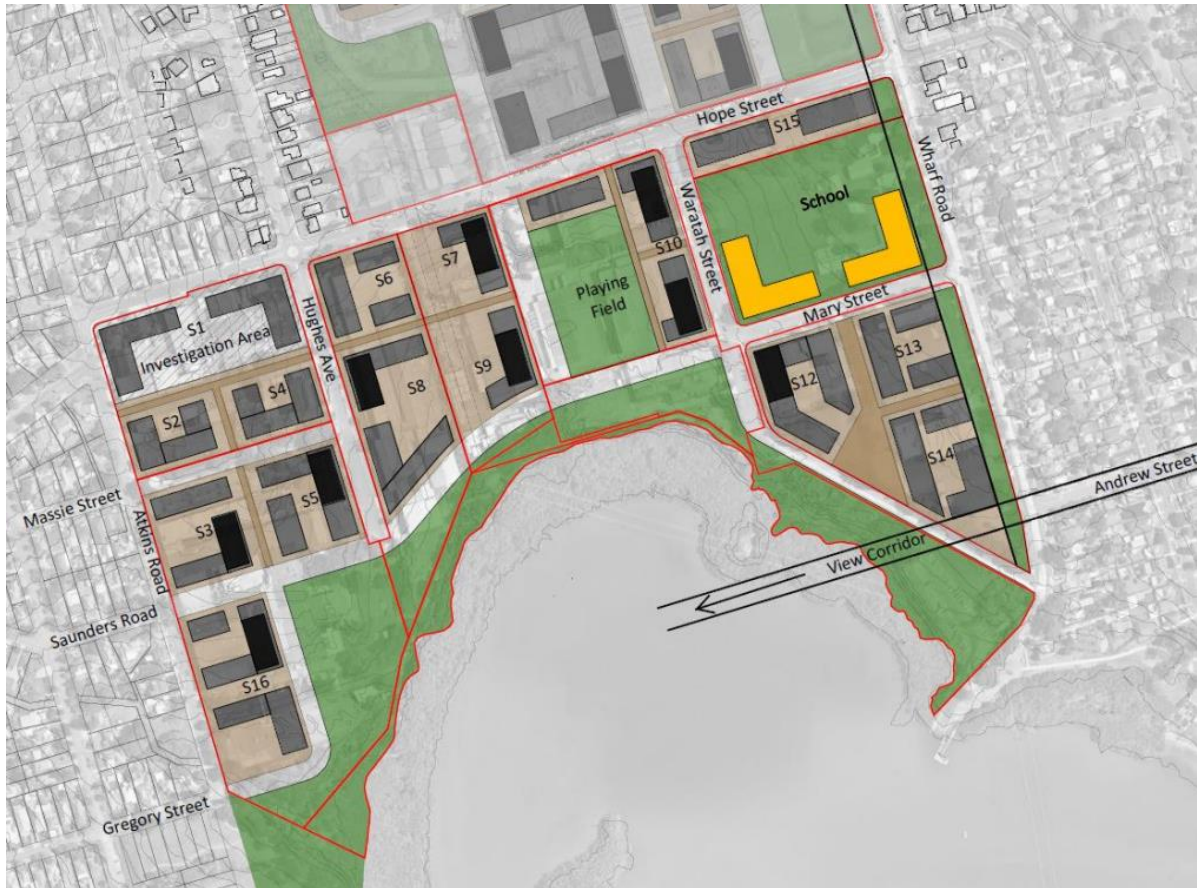 Hope Street
S15
Wharf Road
School
Waratah Street
S10
S7
S6
Playing
Field
Mary Street
Hughes Ave
S1
Investigation Area
S13
S9
S8
S12
S4
S2
S14
Andrew Street
Massie Street
S5
S3
Atkins Road
View Corridor
Saunders Road
S16
Gregory Street